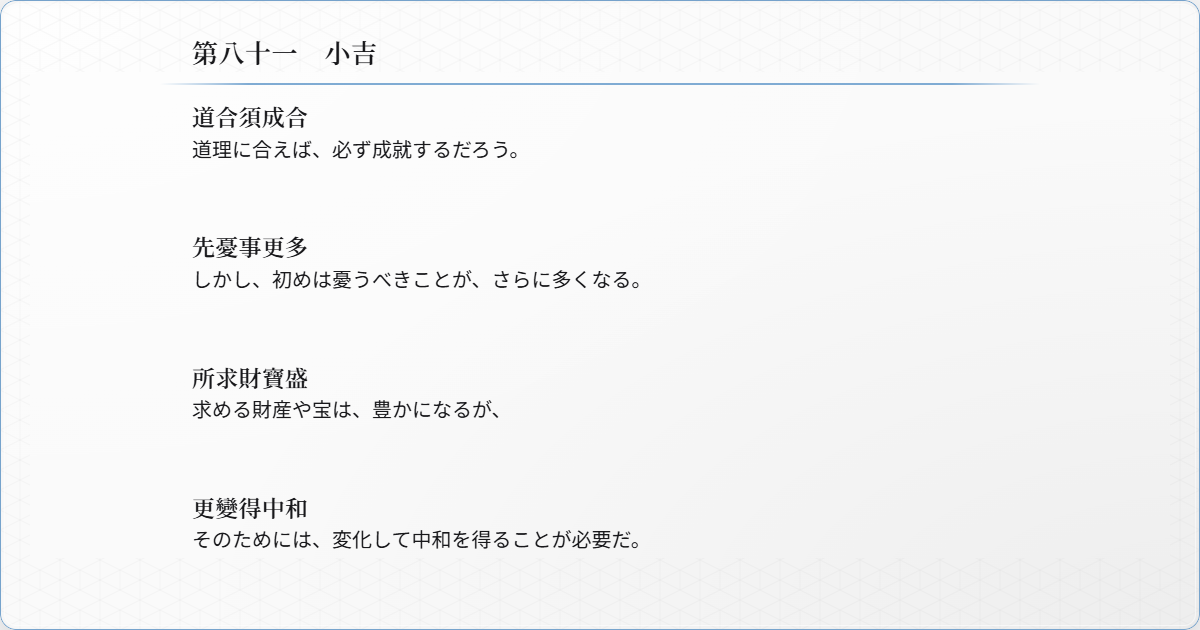 第八十一　小吉
道合須成合
道理に合えば、必ず成就するだろう。
先憂事更多
しかし、初めは憂うべきことが、さらに多くなる。
所求財寶盛
求める財産や宝は、豊かになるが、
更變得中和
そのためには、変化して中和を得ることが必要だ。